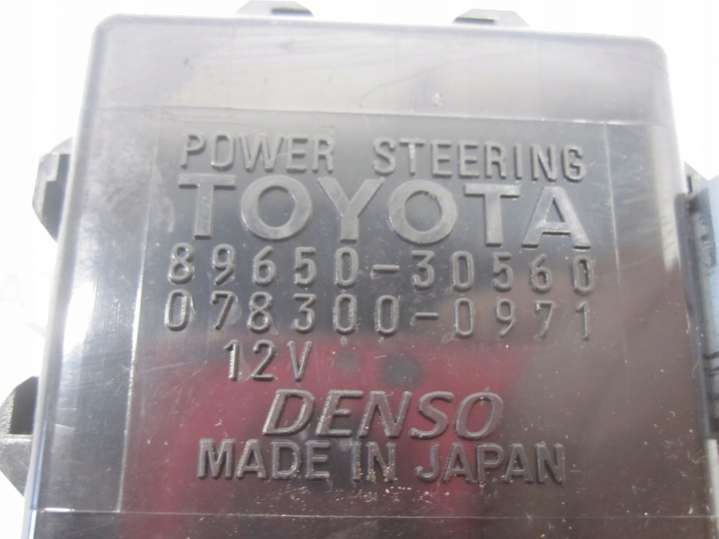 POWER STEERING
TOYOTA
89650-30560
078300-0971
12V
DENSO
MADE IN JAPAN